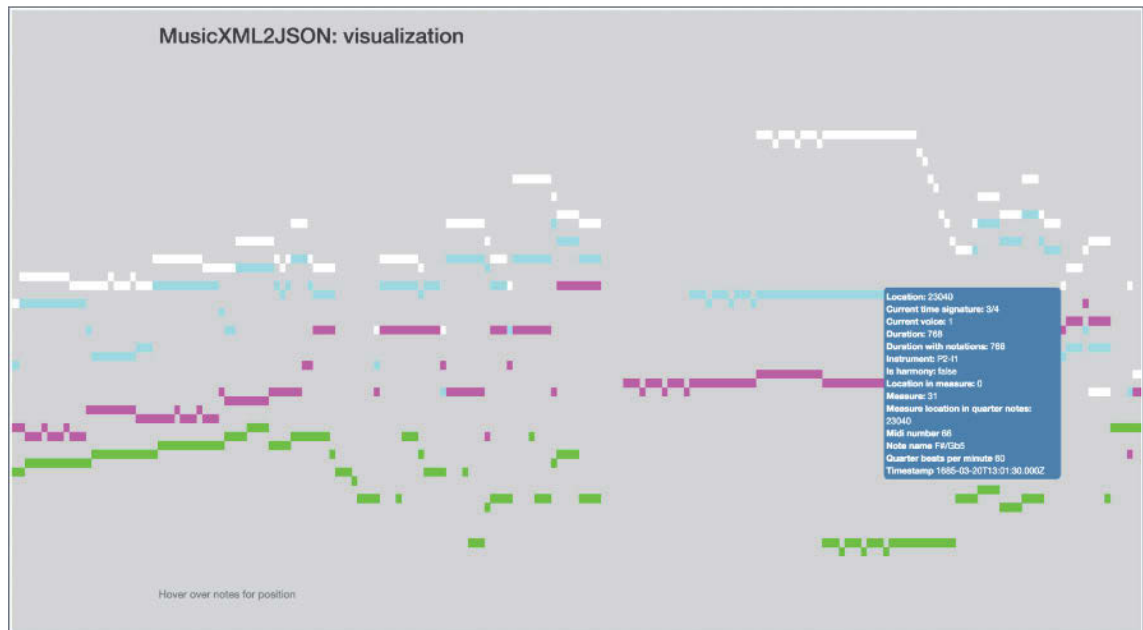 MusicXML2JSON: visualization
Location: 23040
Current time signature: 3/4
Current voice: 1
Duration: 768
Duration with notations: 768
Instrument: P2-I1
Is harmony: false
Location in measure: 0
Measure: 31
Measure location in quarter notes:
23040
Midi number 66
Note name F#/Gb5
Quarter beats per minute 60
Timestamp 1685-03-20T13:01:30.000Z
Hover over notes for position